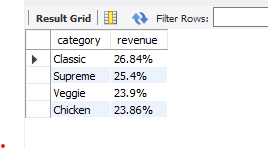 Result Grid Filter Rows:
category revenue
Classic 26.84%
Supreme 25.4%
Veggie 23.9%
Chicken 23.86%